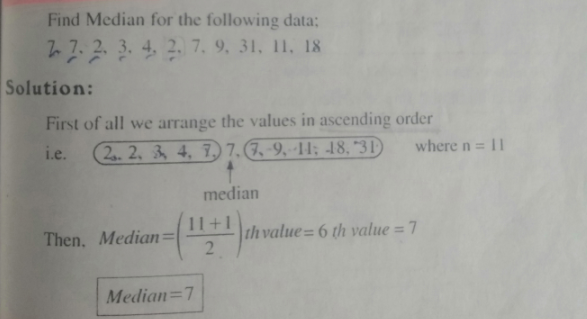 Find Median for the following data:
7, 7, 2, 3, 4, 2, 7, 9, 31, 11, 18
Solution:
First of all we arrange the values in ascending order
i.e. (2, 2, 3, 4, 7,) 7, (7, 9, 11, 18, 31) where n = 11
median
Then, Median = (11+1 / 2) th value = 6 th value = 7
Median=7